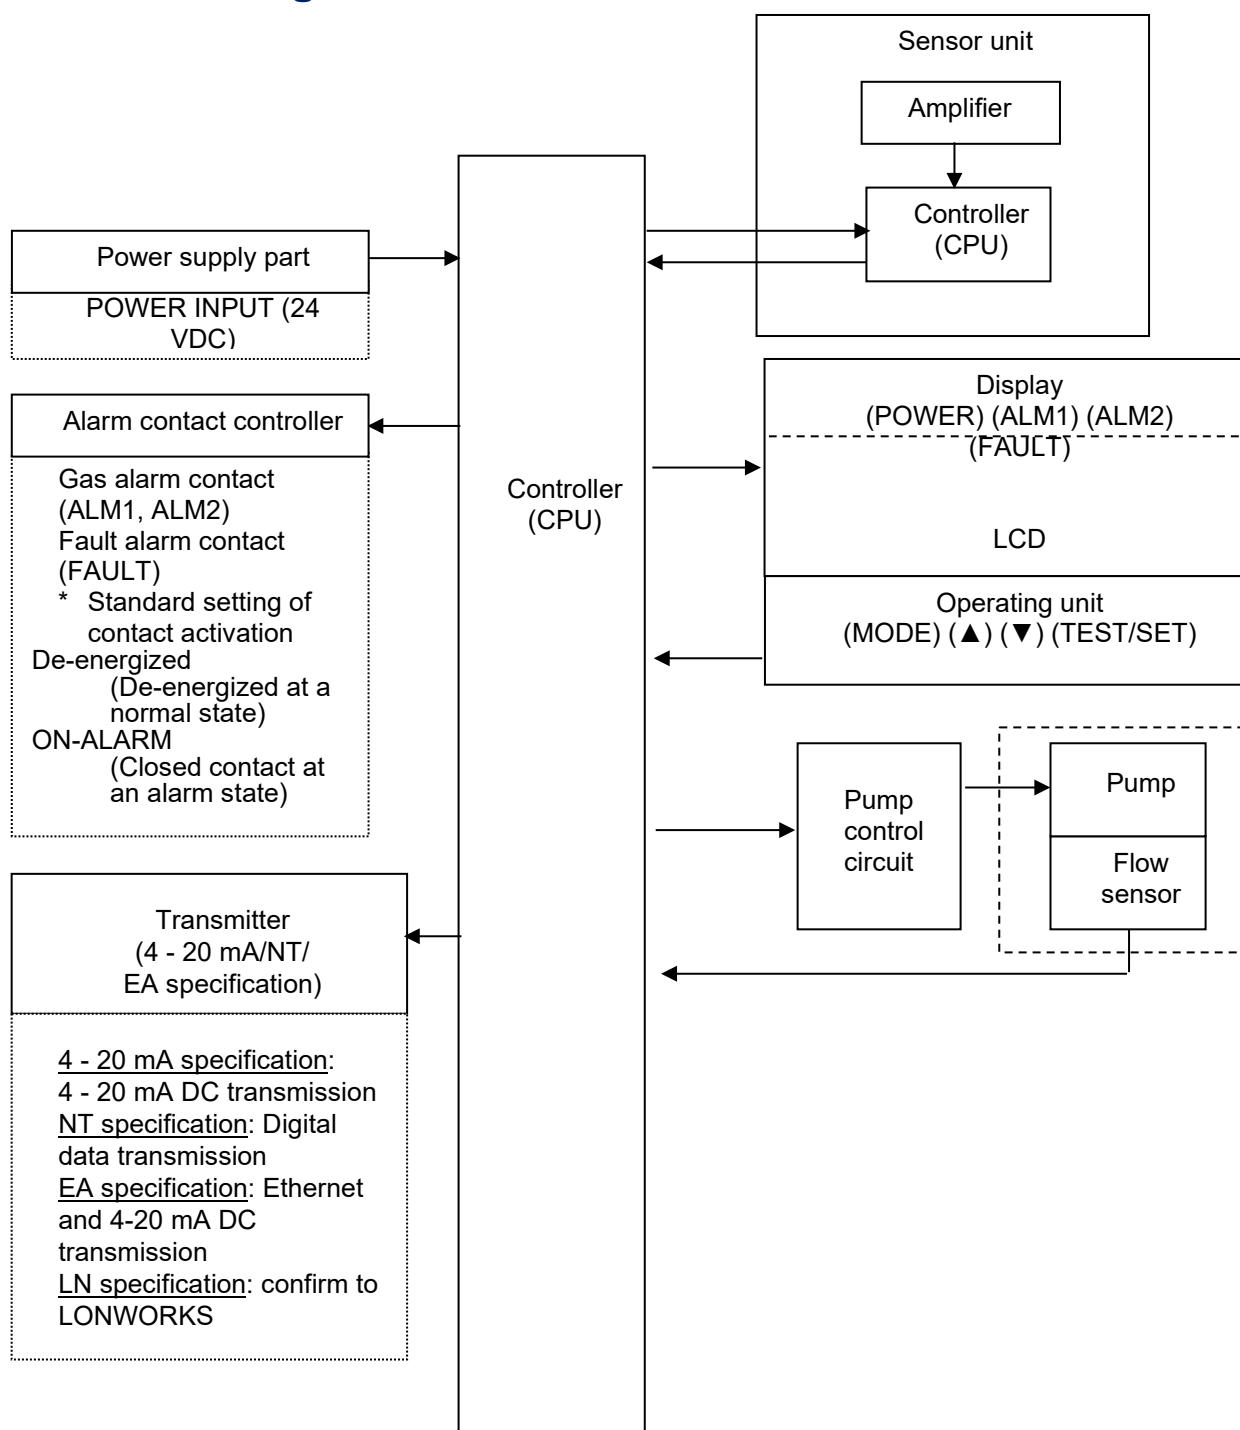 Sensor unit
Amplifier
Controller
(CPU)
Power supply part
POWER INPUT (24
VDC)
Alarm contact controller
Gas alarm contact
(ALM1, ALM2)
Fault alarm contact
(FAULT)
* Standard setting of
contact activation
De-energized
(De-energized at a
normal state)
ON-ALARM
(Closed contact at
an alarm state)
Transmitter
(4 - 20 mA/NT/
EA specification)
4 - 20 mA specification:
4 - 20 mA DC transmission
NT specification: Digital
data transmission
EA specification: Ethernet
and 4-20 mA DC
transmission
LN specification: confirm to
LONWORKS
Controller
(CPU)
Display
(POWER) (ALM1) (ALM2)
(FAULT)
LCD
Operating unit
(MODE) (▲) (▼) (TEST/SET)
Pump
control
circuit
Pump
Flow
sensor